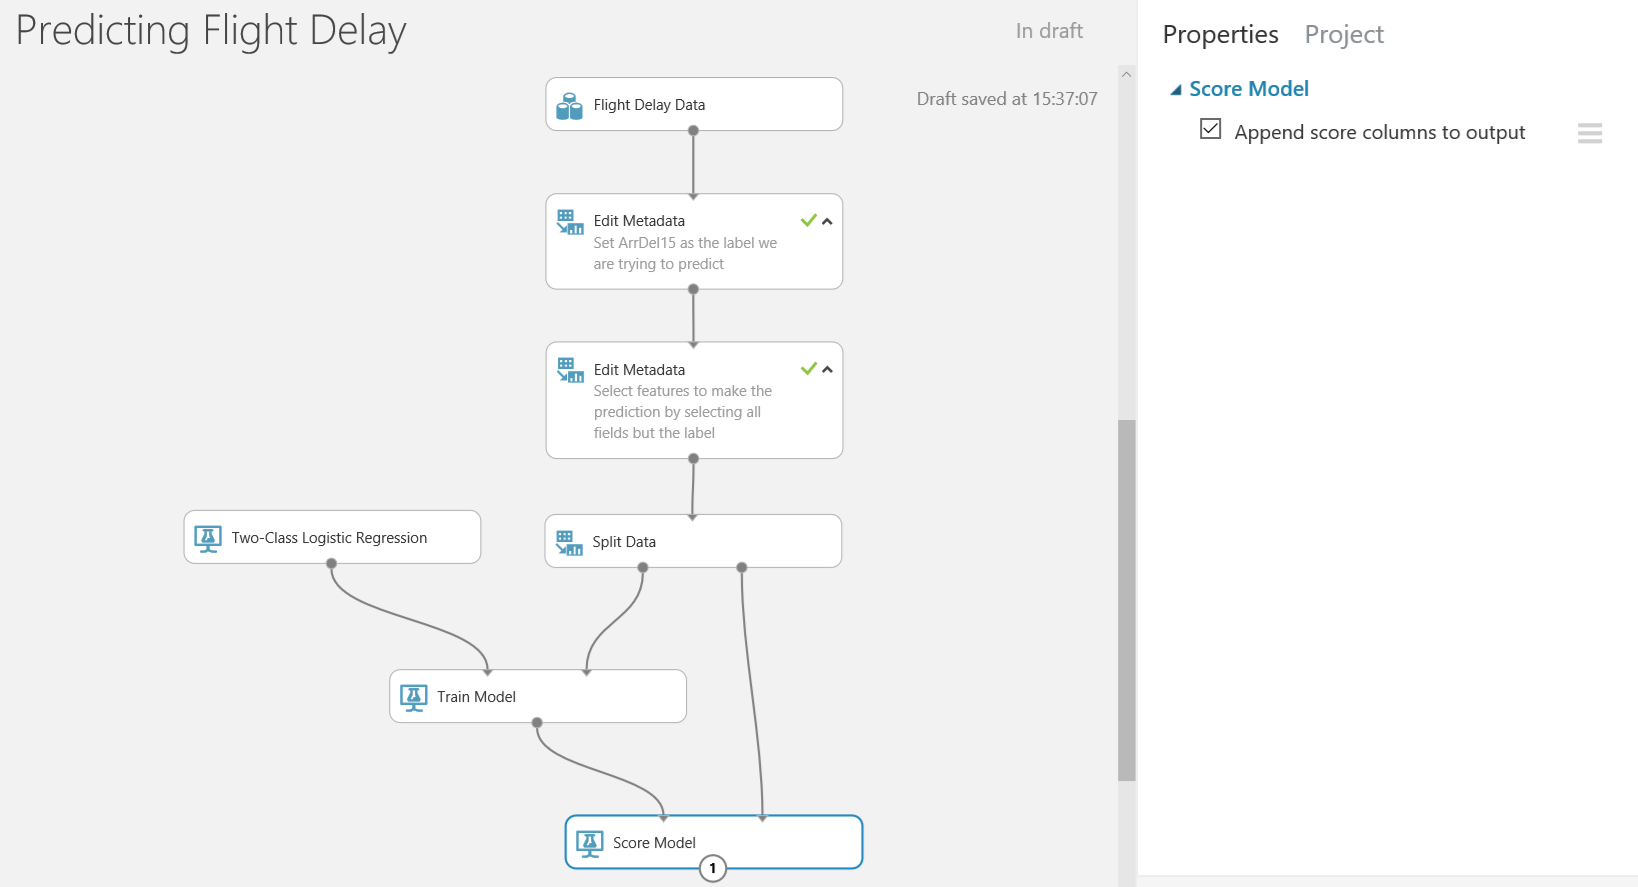 Predicting Flight Delay
In draft
Properties Project
Draft saved at 15:37:07
Score Model
Append score columns to output
Flight Delay Data
Edit Metadata
Set ArrDel15 as the label we
are trying to predict
Edit Metadata
Select features to make the
prediction by selecting all
fields but the label
Two-Class Logistic Regression
Split Data
Train Model
Score Model
1